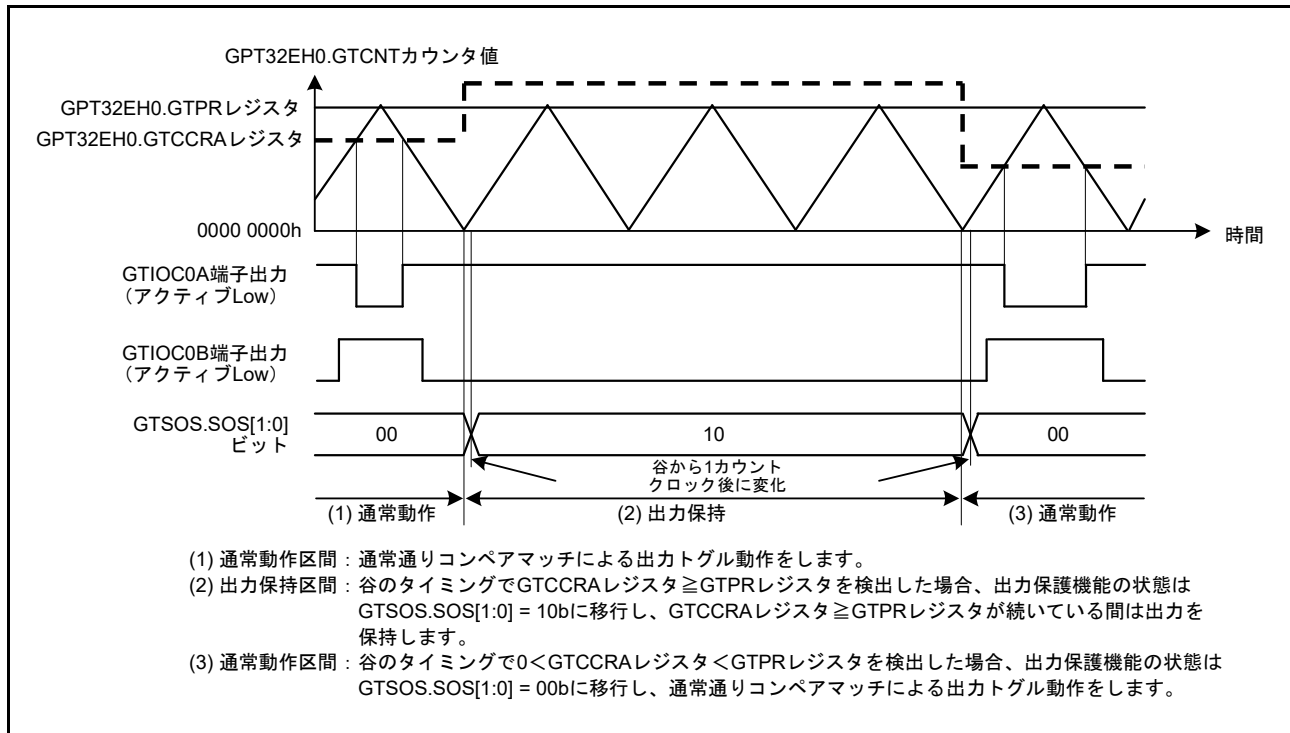 GPT32EH0.GTCNTカウンタ値
GPT32EH0.GTPRレジスタ
GPT32EH0.GTCCRAレジスタ
0000 0000h
時間
GTIOC0A端子出力
（アクティブLow）
GTIOC0B端子出力
（アクティブLow）
GTSOS.SOS[1:0]
ビット
00
10
00
谷から1カウント
クロック後に変化
(1) 通常動作
(2) 出力保持
(3) 通常動作
(1) 通常動作区間：通常通りコンペアマッチによる出力トグル動作をします。
(2) 出力保持区間：谷のタイミングでGTCCRAレジスタ≧GTPRレジスタを検出した場合、出力保護機能の状態は
GTSOS.SOS[1:0] = 10bに移行し、GTCCRAレジスタ≧GTPRレジスタが続いている間は出力を
保持します。
(3) 通常動作区間：谷のタイミングで0＜GTCCRAレジスタ＜GTPRレジスタを検出した場合、出力保護機能の状態は
GTSOS.SOS[1:0] = 00bに移行し、通常通りコンペアマッチによる出力トグル動作をします。